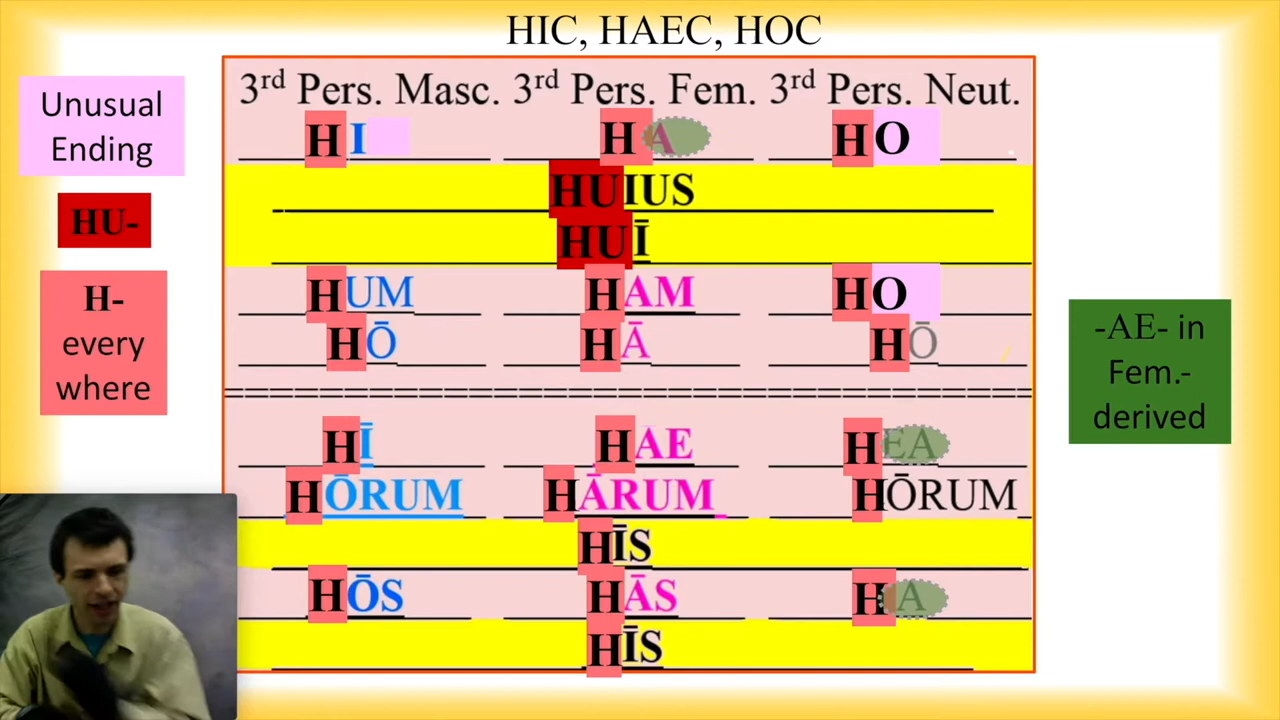 HIC, HAEC, HOC
Unusual
Ending
HU-
H-
every
where
3rd Pers. Masc. 3rd Pers. Fem. 3rd Pers. Neut.
HI HA HO
HUIUS
HUĪ
HUM HAM HO
HŌ HĀ HŌ
HĪ HAE HEA
HŌRUM HĀRUM HŌRUM
HĪS
HŌS HĀS HA
HĪS
-AE- in
Fem.-
derived